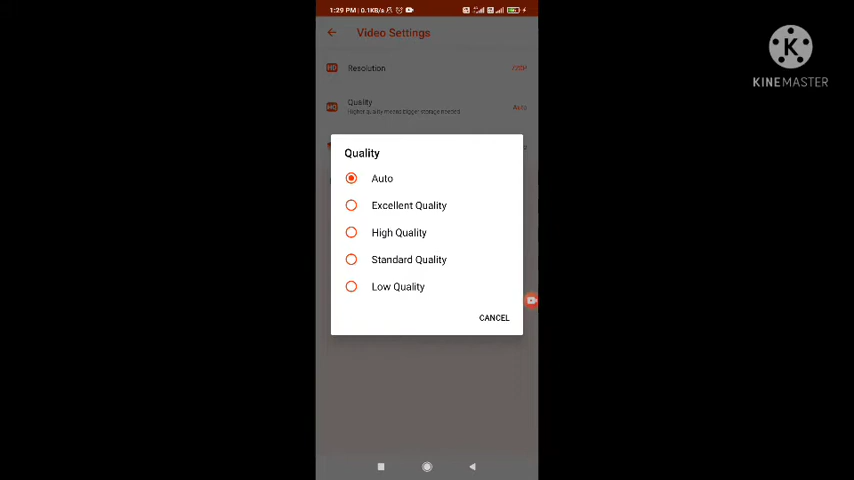 1:29 PM | 0.1KB/s
Video Settings
Resolution
Quality
Higher quality means bigger storage needed
Auto
Quality
Auto
Excellent Quality
High Quality
Standard Quality
Low Quality
CANCEL
K
KINEMASTER